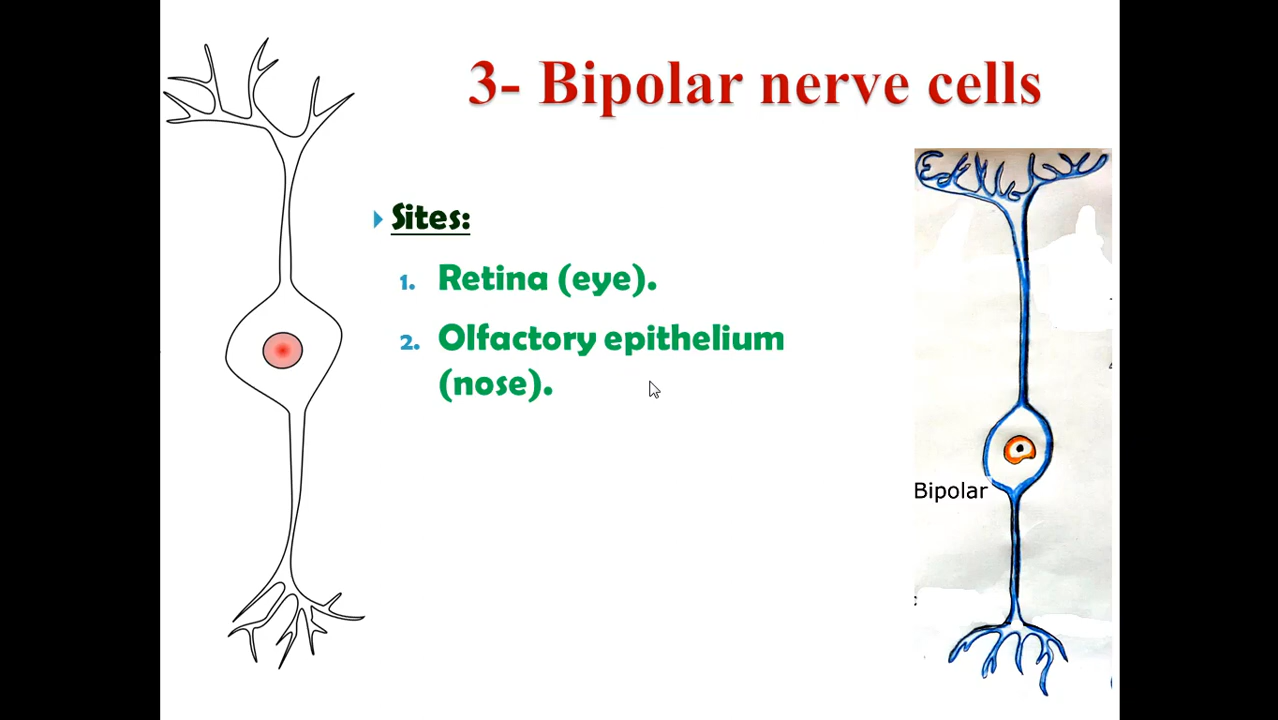 3- Bipolar nerve cells
Sites:
1. Retina (eye).
2. Olfactory epithelium
(nose).
Bipolar